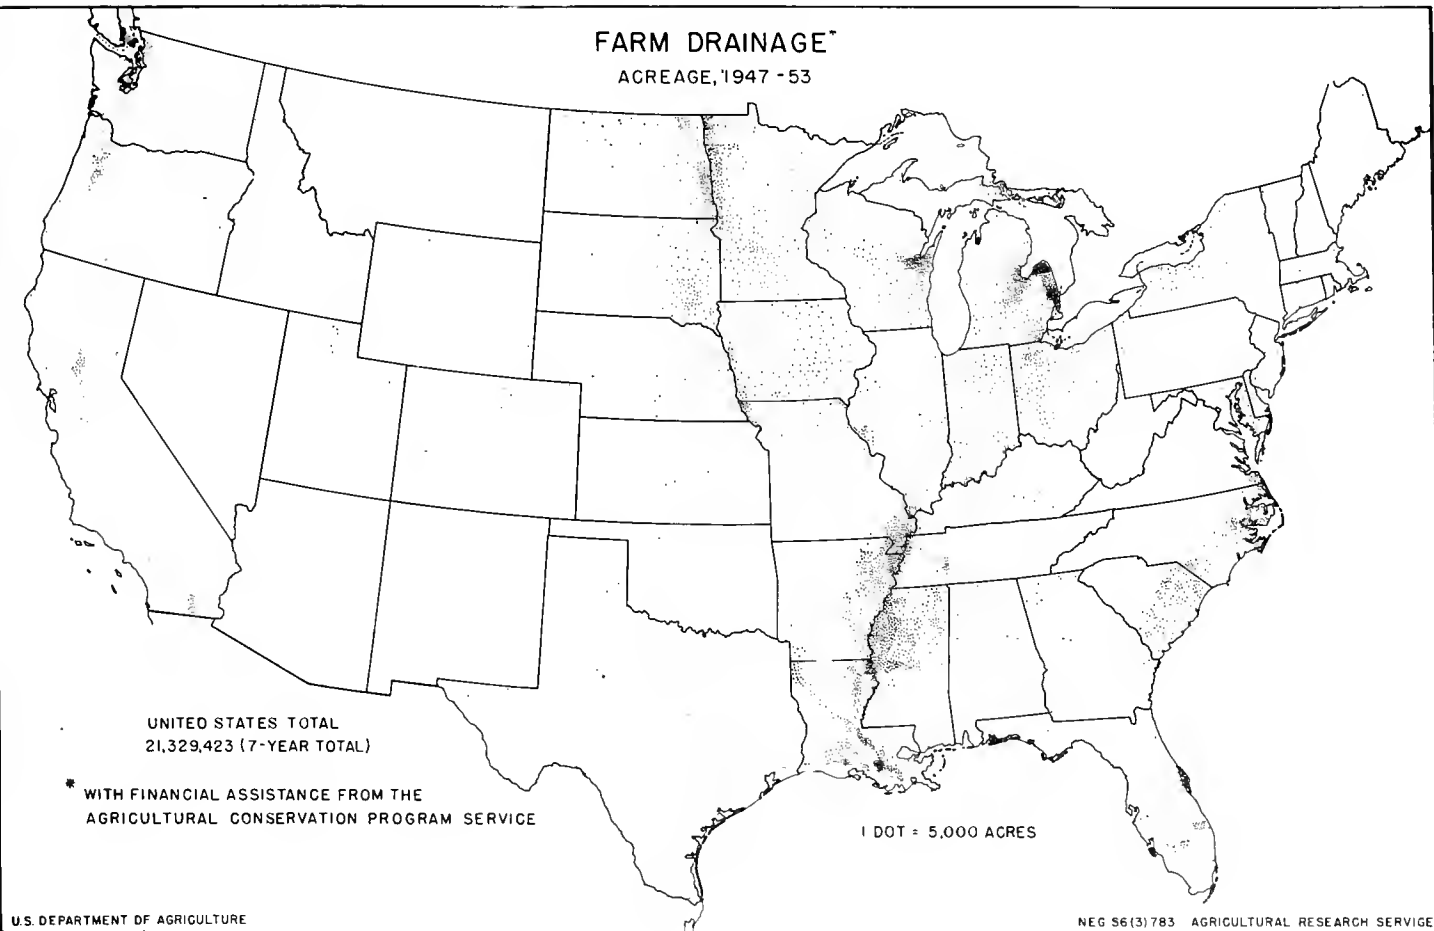 FARM DRAINAGE*
ACREAGE, 1947 - 53
UNITED STATES TOTAL
21,329,423 (7-YEAR TOTAL)
* WITH FINANCIAL ASSISTANCE FROM THE
AGRICULTURAL CONSERVATION PROGRAM SERVICE
1 DOT = 5,000 ACRES
U.S. DEPARTMENT OF AGRICULTURE
NEG 56(3)783 AGRICULTURAL RESEARCH SERVICE